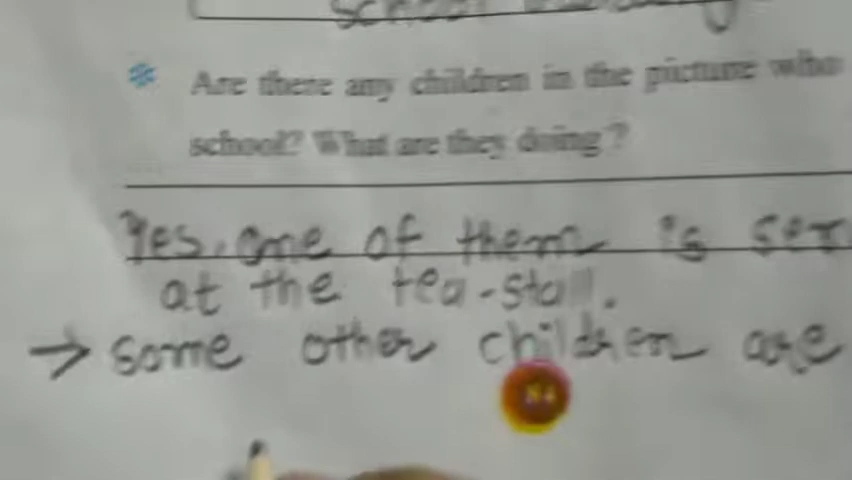 school
Are there any children in the picture who
school? What are they doing?
Yes, one of them is
at the tea-stall.
→ some other children are